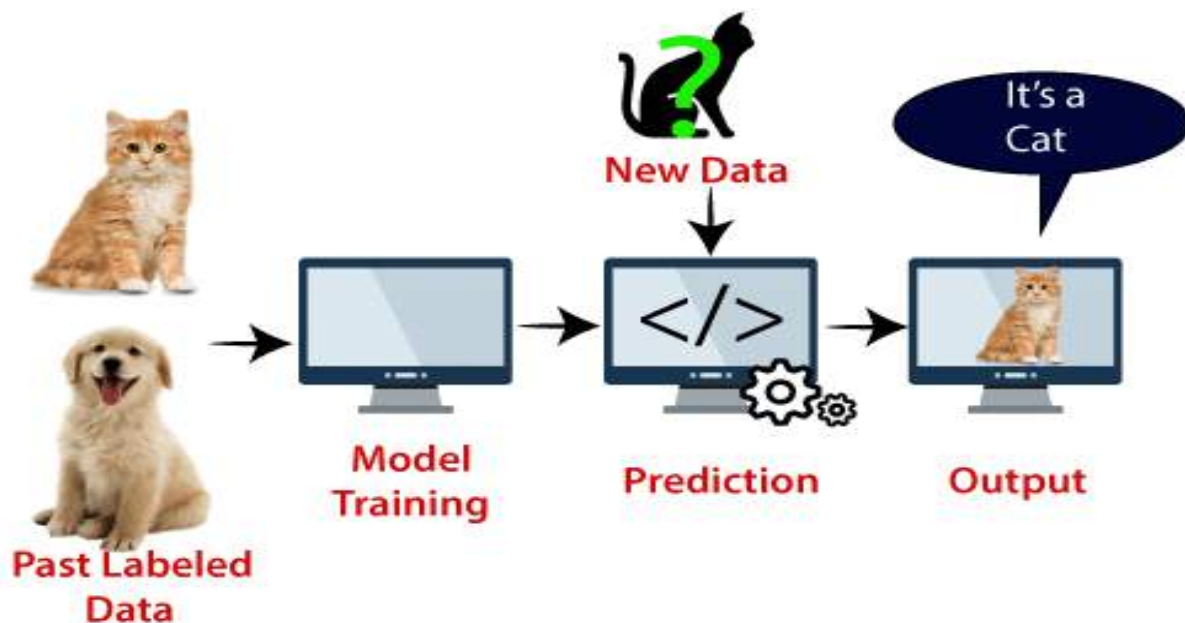 It's a
Cat
New Data
</>
Model
Training
Prediction
Output
Past Labeled
Data